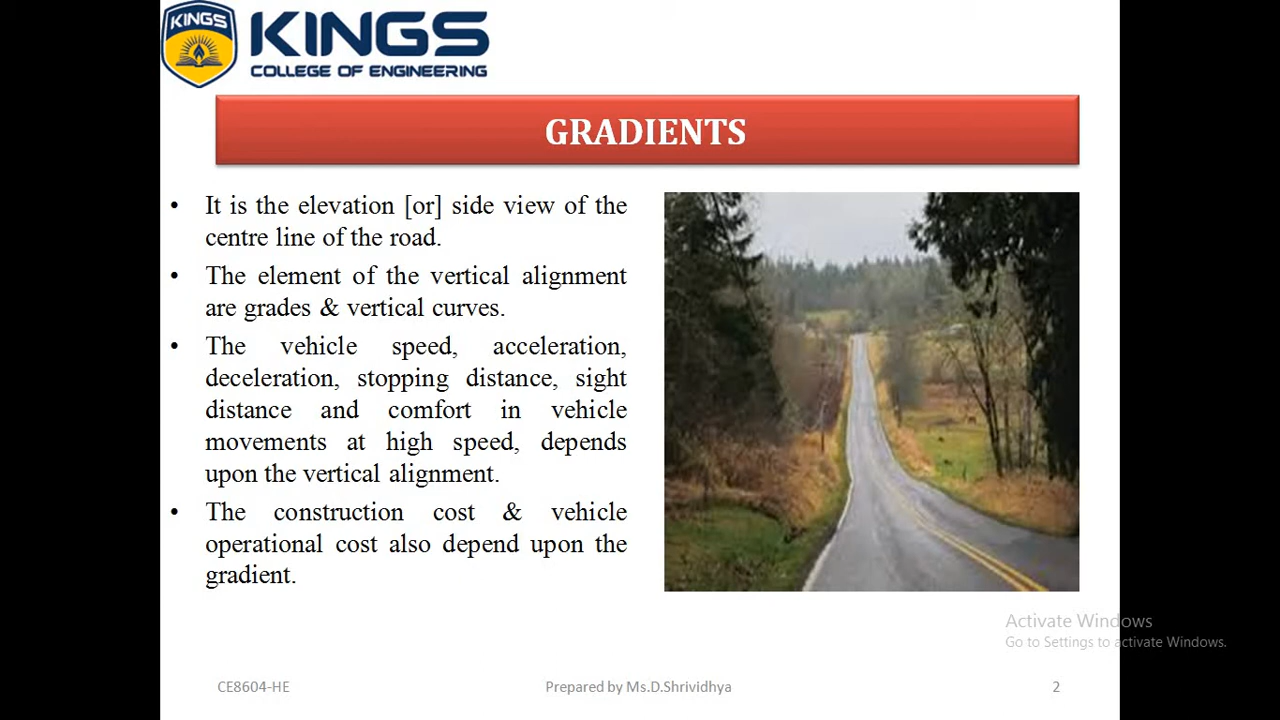 KINGS
KINGS
COLLEGE OF ENGINEERING
GRADIENTS
• It is the elevation [or] side view of the
centre line of the road.
• The element of the vertical alignment
are grades & vertical curves.
• The vehicle speed, acceleration,
deceleration, stopping distance, sight
distance and comfort in vehicle
movements at high speed, depends
upon the vertical alignment.
• The construction cost & vehicle
operational cost also depend upon the
gradient.
Activate Windows
Go to Settings to activate Windows.
CE8604-HE
Prepared by Ms.D.Shrividhya
2